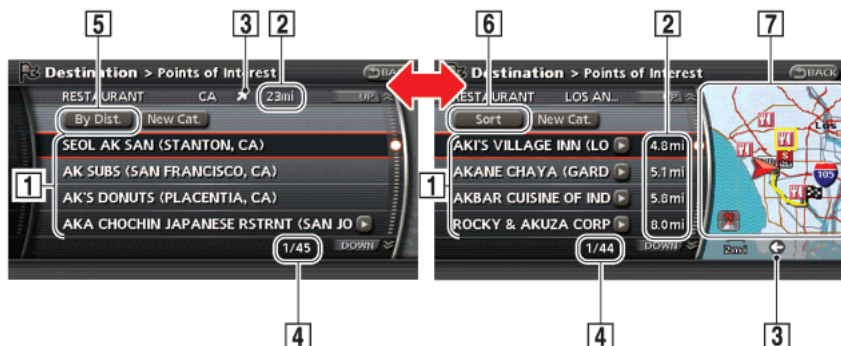 5 3 2
Destination > Points of Interest
BA
RESTAURANT CA 23mi UP
By Dist. New Cat.
SEOL AK SAN (STANTON, CA)
AK SUBS (SAN FRANCISCO, CA)
AK'S DONUTS (PLACENTIA, CA)
AKA CHOCHIN JAPANESE RSTRNT (SAN JO
1
1/45 DOWN
4
6 2 7
Destination > Points of Interest
BACK
RESTAURANT LOS AN... UP
Sort New Cat.
AKI'S VILLAGE INN (LO 4.8mi
AKANE CHAYA (GARD 5.1mi
AKBAR CUISINE OF IND 5.8mi
ROCKY & AKUZA CORP 8.0mi
1
1/44 DOWN
Los
105
2mi
4 3